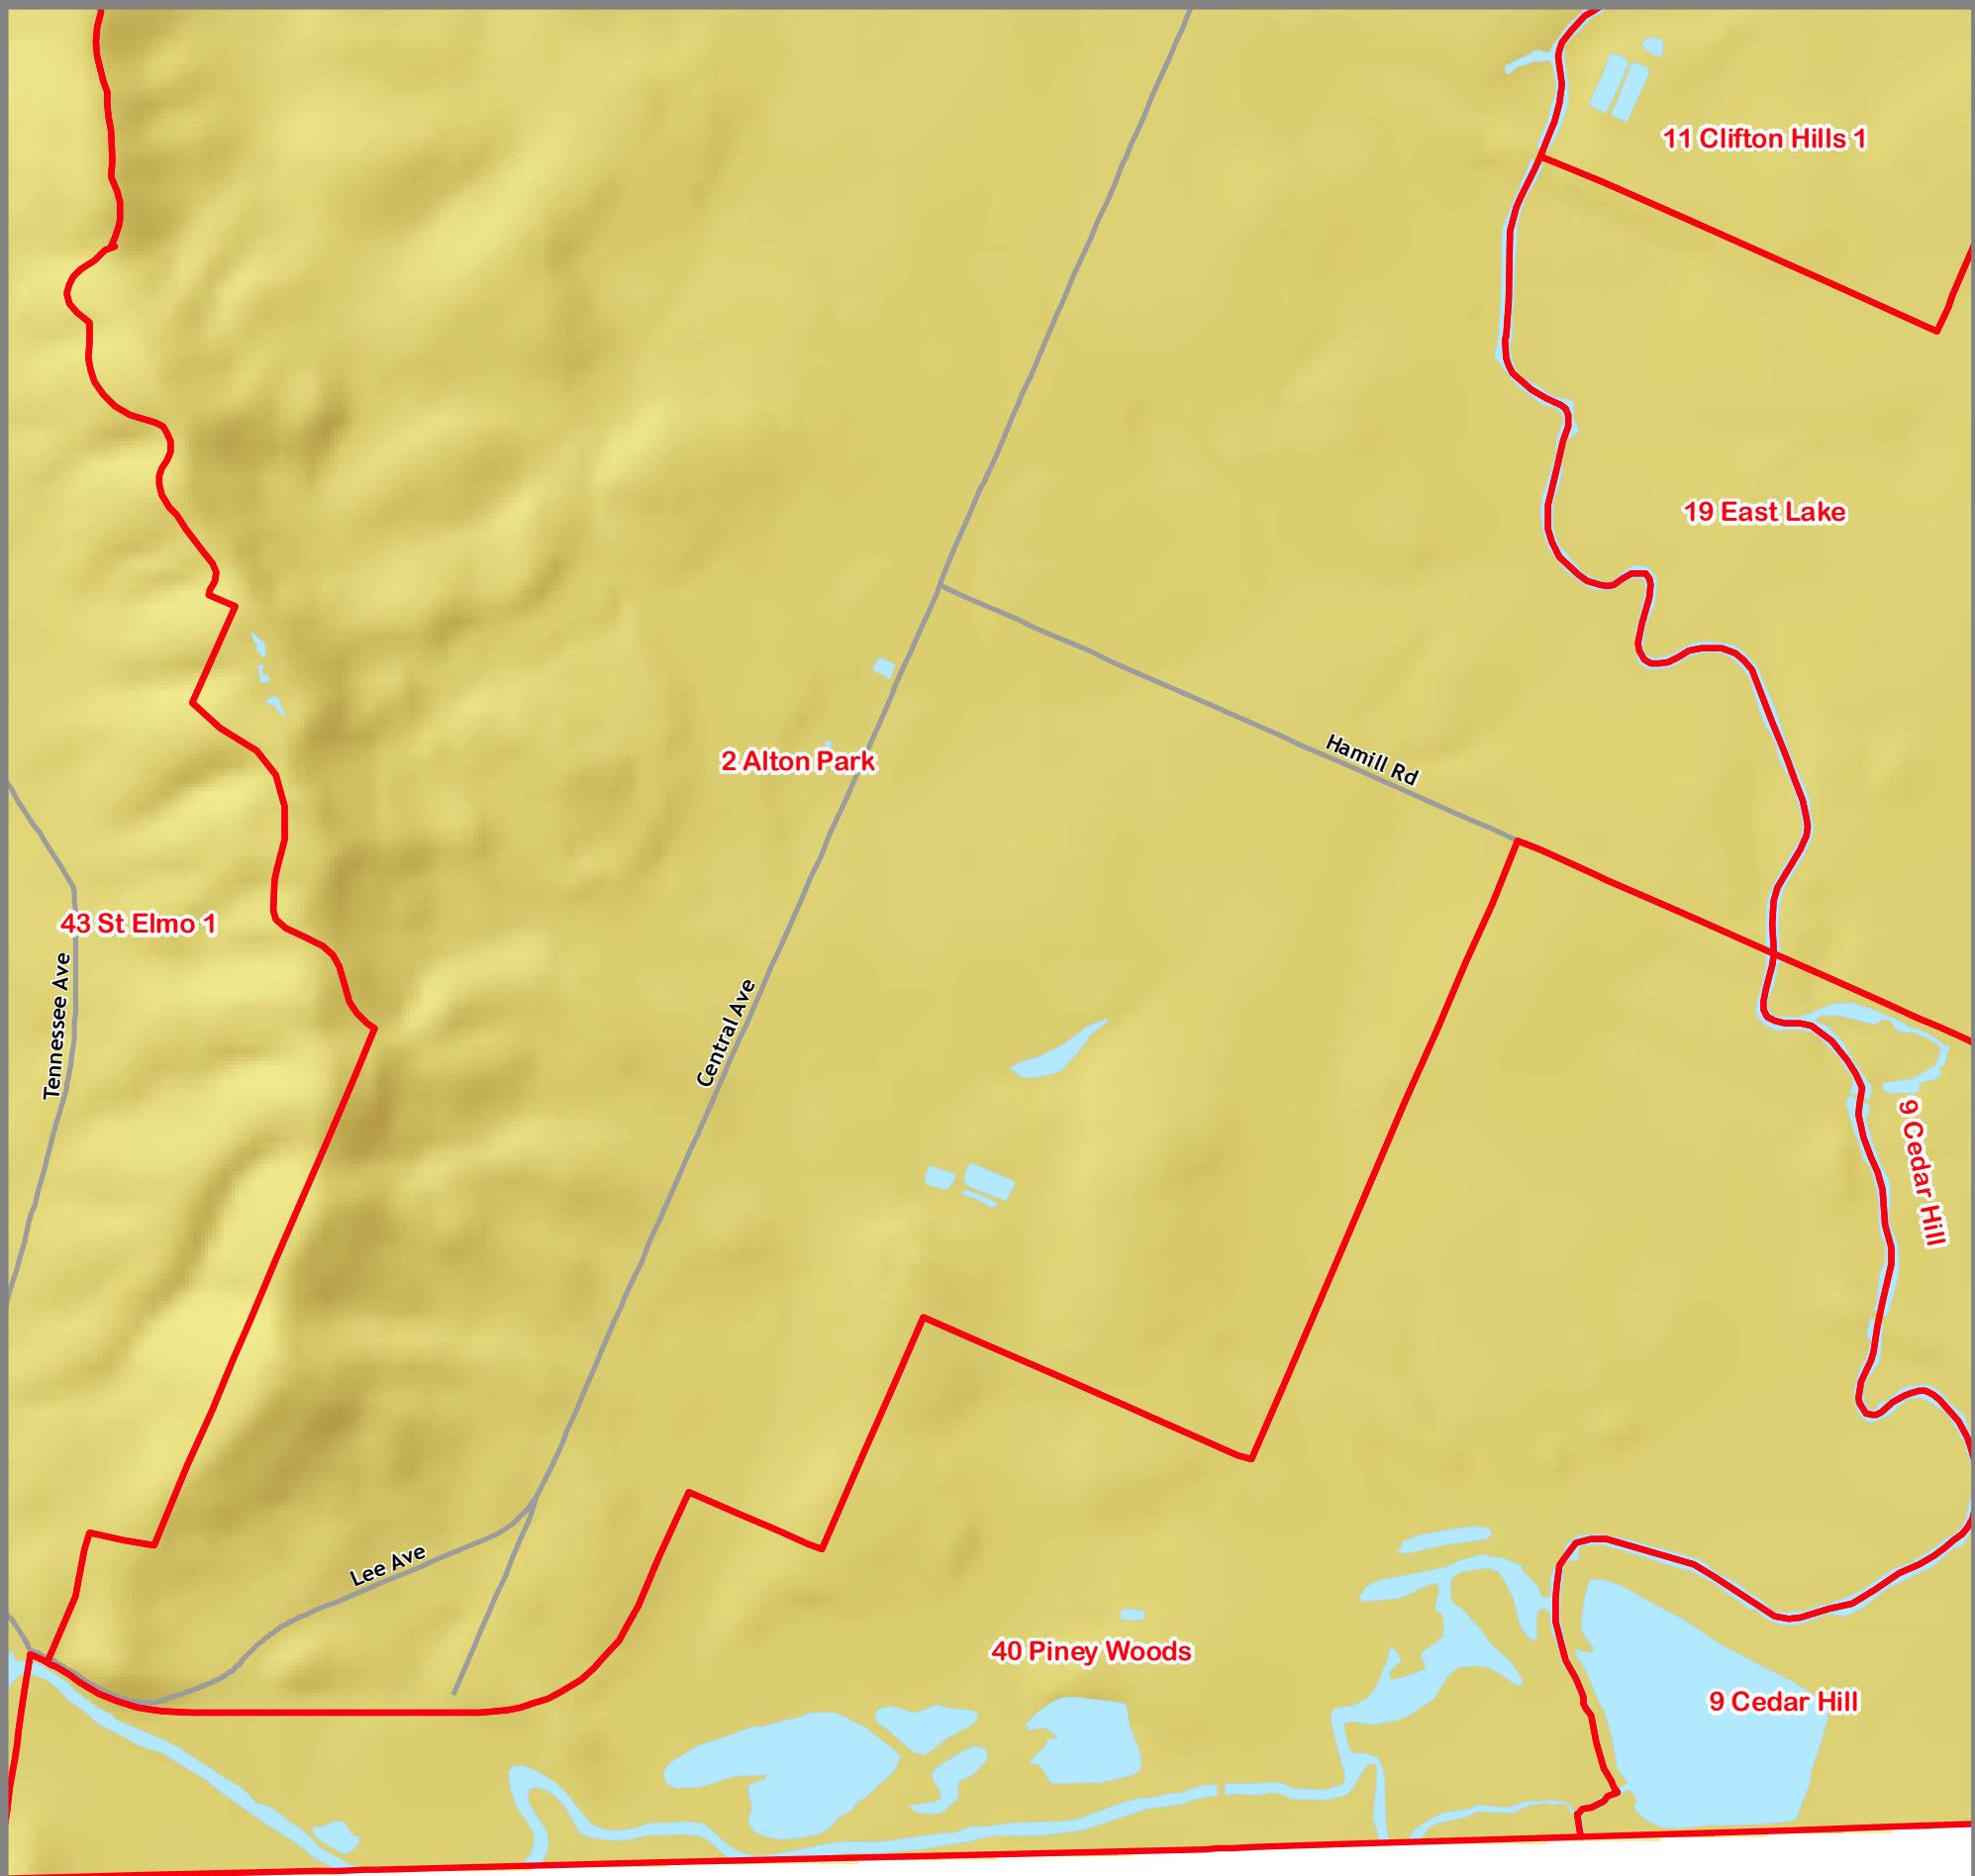 11 Clifton Hills 1
19 East Lake
Hamill Rd
2 Alton Park
43 St Elmo 1
Tennessee Ave
Central Ave
9 Cedar Hill
Lee Ave
40 Piney Woods
9 Cedar Hill